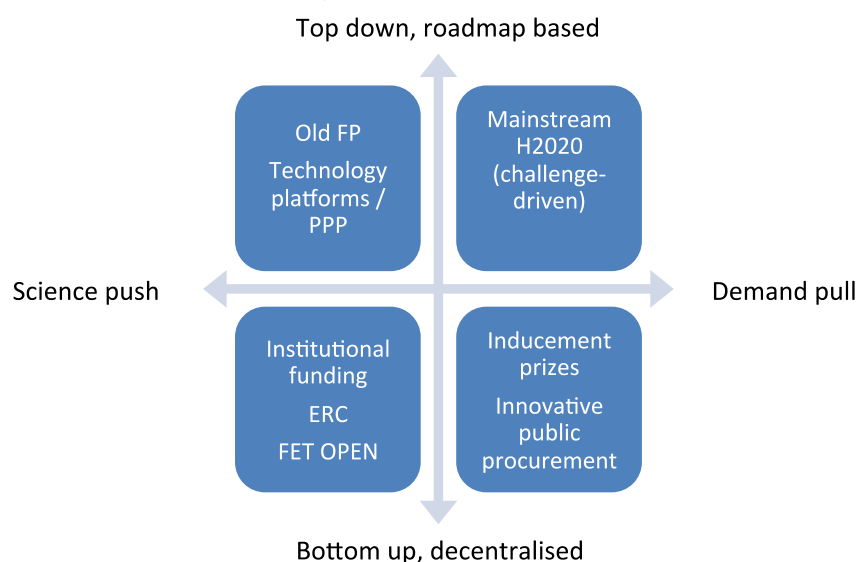 Top down, roadmap based
Old FP
Technology
platforms /
PPP
Mainstream
H2020
(challenge-
driven)
Science push
Demand pull
Institutional
funding
ERC
FET OPEN
Inducement
prizes
Innovative
public
procurement
Bottom up, decentralised